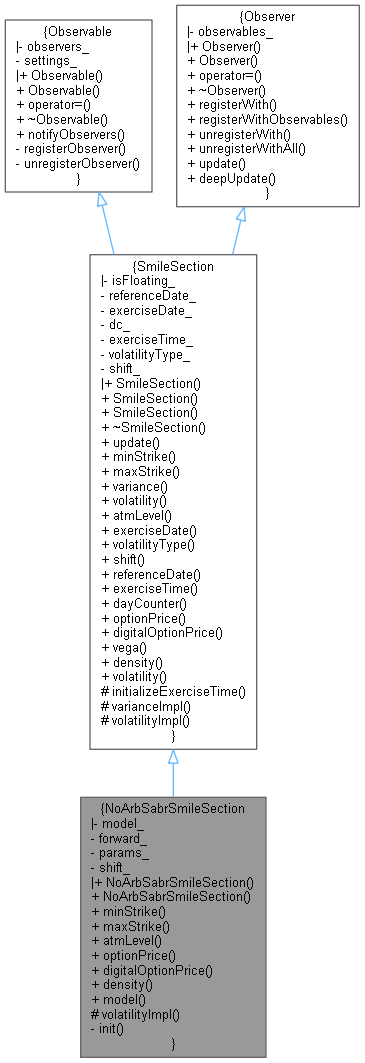 {Observable
|- observers_
- settings_
|+ Observable()
+ Observable()
+ operator=()
+ ~Observable()
+ notifyObservers()
- registerObserver()
- unregisterObserver()
}
{Observer
|- observables_
|+ Observer()
+ Observer()
+ operator=()
+ ~Observer()
+ registerWith()
+ registerWithObservables()
+ unregisterWith()
+ unregisterWithAll()
+ update()
+ deepUpdate()
}
{SmileSection
|- isFloating_
- referenceDate_
- exerciseDate_
- dc_
- exerciseTime_
- volatilityType_
- shift_
|+ SmileSection()
+ SmileSection()
+ SmileSection()
+ ~SmileSection()
+ update()
+ minStrike()
+ maxStrike()
+ variance()
+ volatility()
+ atmLevel()
+ exerciseDate()
+ volatilityType()
+ shift()
+ referenceDate()
+ exerciseTime()
+ dayCounter()
+ optionPrice()
+ digitalOptionPrice()
+ vega()
+ density()
+ volatility()
# initializeExerciseTime()
# varianceImpl()
# volatilityImpl()
}
{NoArbSabrSmileSection
|- model_
- forward_
- params_
- shift_
|+ NoArbSabrSmileSection()
+ NoArbSabrSmileSection()
+ minStrike()
+ maxStrike()
+ atmLevel()
+ optionPrice()
+ digitalOptionPrice()
+ density()
+ model()
# volatilityImpl()
- init()
}